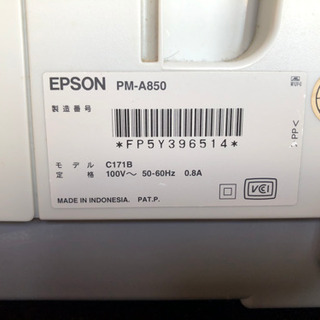 EPSON PM-A850
製造番号
*FP5Y396514*
モデル C171B
定格 100V～ 50-60Hz 0.8A
VCI
MADE IN INDONESIA. PAT.P.
PP<